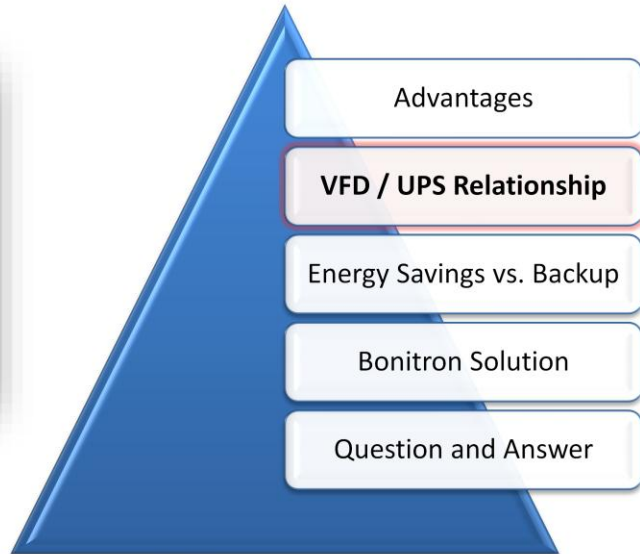 Advantages
VFD / UPS Relationship
Energy Savings vs. Backup
Bonitron Solution
Question and Answer